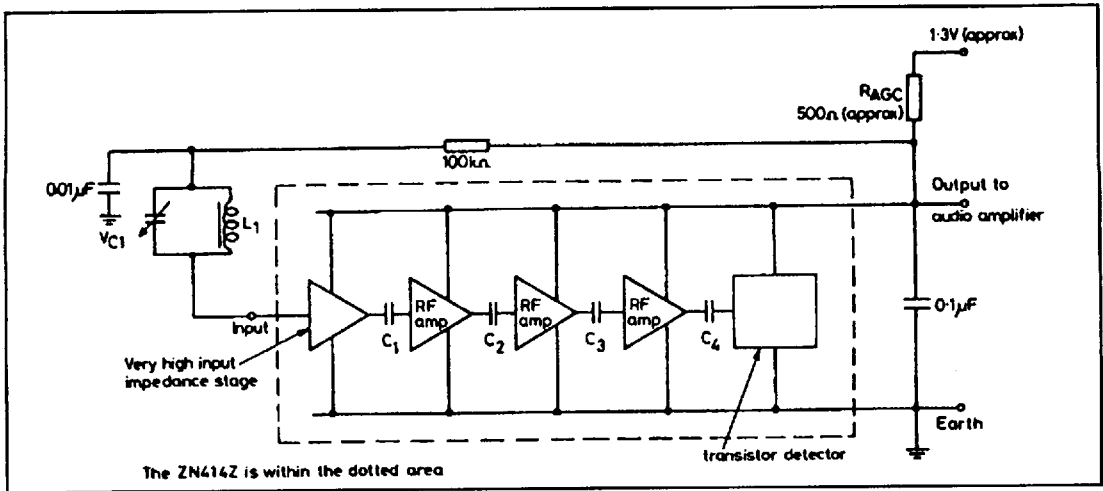 1·3V (approx)
RAGC
500Ω (approx)
100kΩ
0·01µF
VC1
L1
Output to
audio amplifier
0·1µF
Input
RF
amp
RF
amp
RF
amp
C1
C2
C3
C4
Very high input
impedance stage
Earth
transistor detector
The ZN414Z is within the dotted area